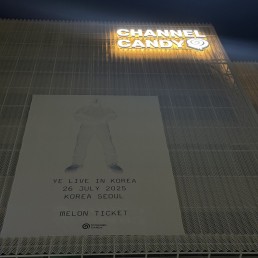 CHANNEL
CANDY
YE LIVE IN KOREA
26 JULY 2025
KOREA SEOUL
MELON TICKET